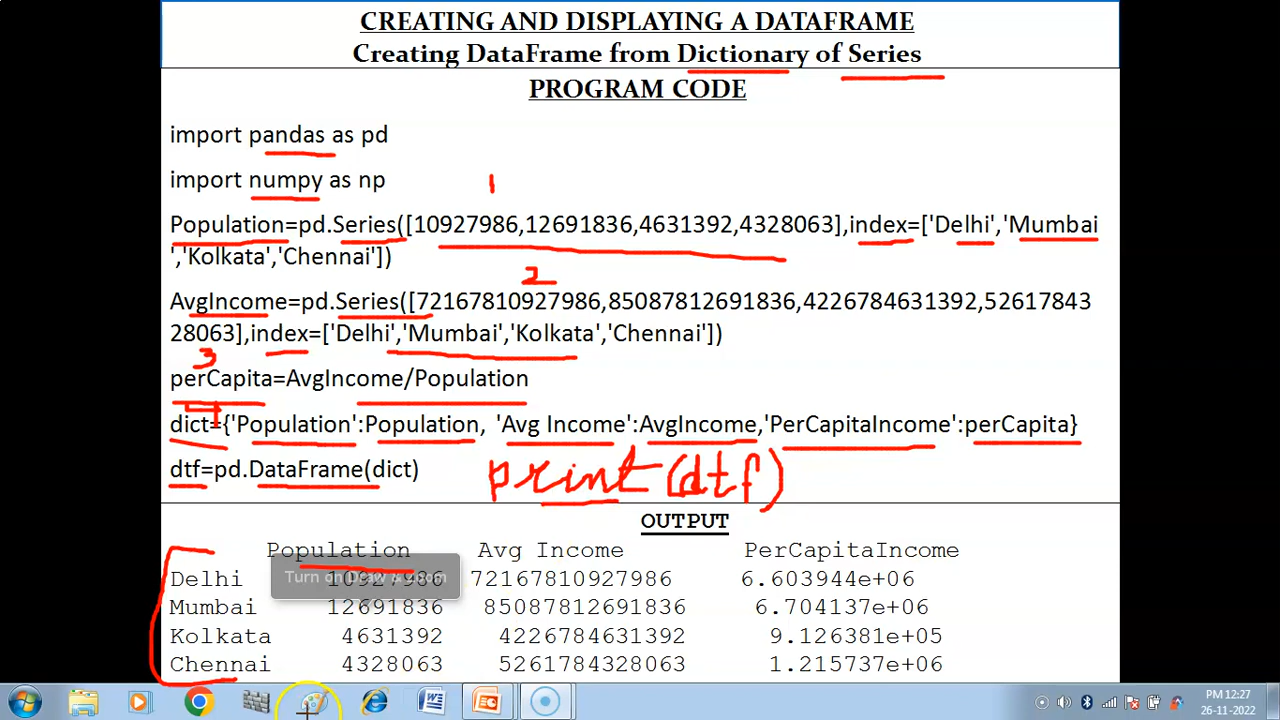 CREATING AND DISPLAYING A DATAFRAME
Creating DataFrame from Dictionary of Series
PROGRAM CODE
import pandas as pd
import numpy as np
1
Population=pd.Series([10927986,12691836,4631392,4328063],index=['Delhi','Mumbai
','Kolkata','Chennai'])
2
AvgIncome=pd.Series([72167810927986,85087812691836,4226784631392,52617843
28063],index=['Delhi','Mumbai','Kolkata','Chennai'])
3
perCapita=AvgIncome/Population
4
dict={'Population':Population, 'Avg Income':AvgIncome,'PerCapitaIncome':perCapita}
dtf=pd.DataFrame(dict) print(dtf)
OUTPUT
Population Avg Income PerCapitaIncome
Delhi 10927986 72167810927986 6.603944e+06
Turn on Draw & Zoom
Mumbai 12691836 85087812691836 6.704137e+06
Kolkata 4631392 4226784631392 9.126381e+05
Chennai 4328063 5261784328063 1.215737e+06
PM 12:27
26-11-2022